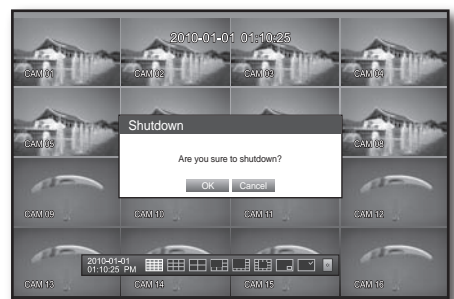 2010-01-01 01:10:25
CAM 01 CAM 02 CAM 03 CAM 04
CAM 05 CAM 08
Shutdown
Are you sure to shutdown?
OK Cancel
CAM 09 CAM 10 CAM 11 CAM 12
2010-01-01
01:10:25 PM
CAM 13 CAM 14 CAM 15 CAM 16